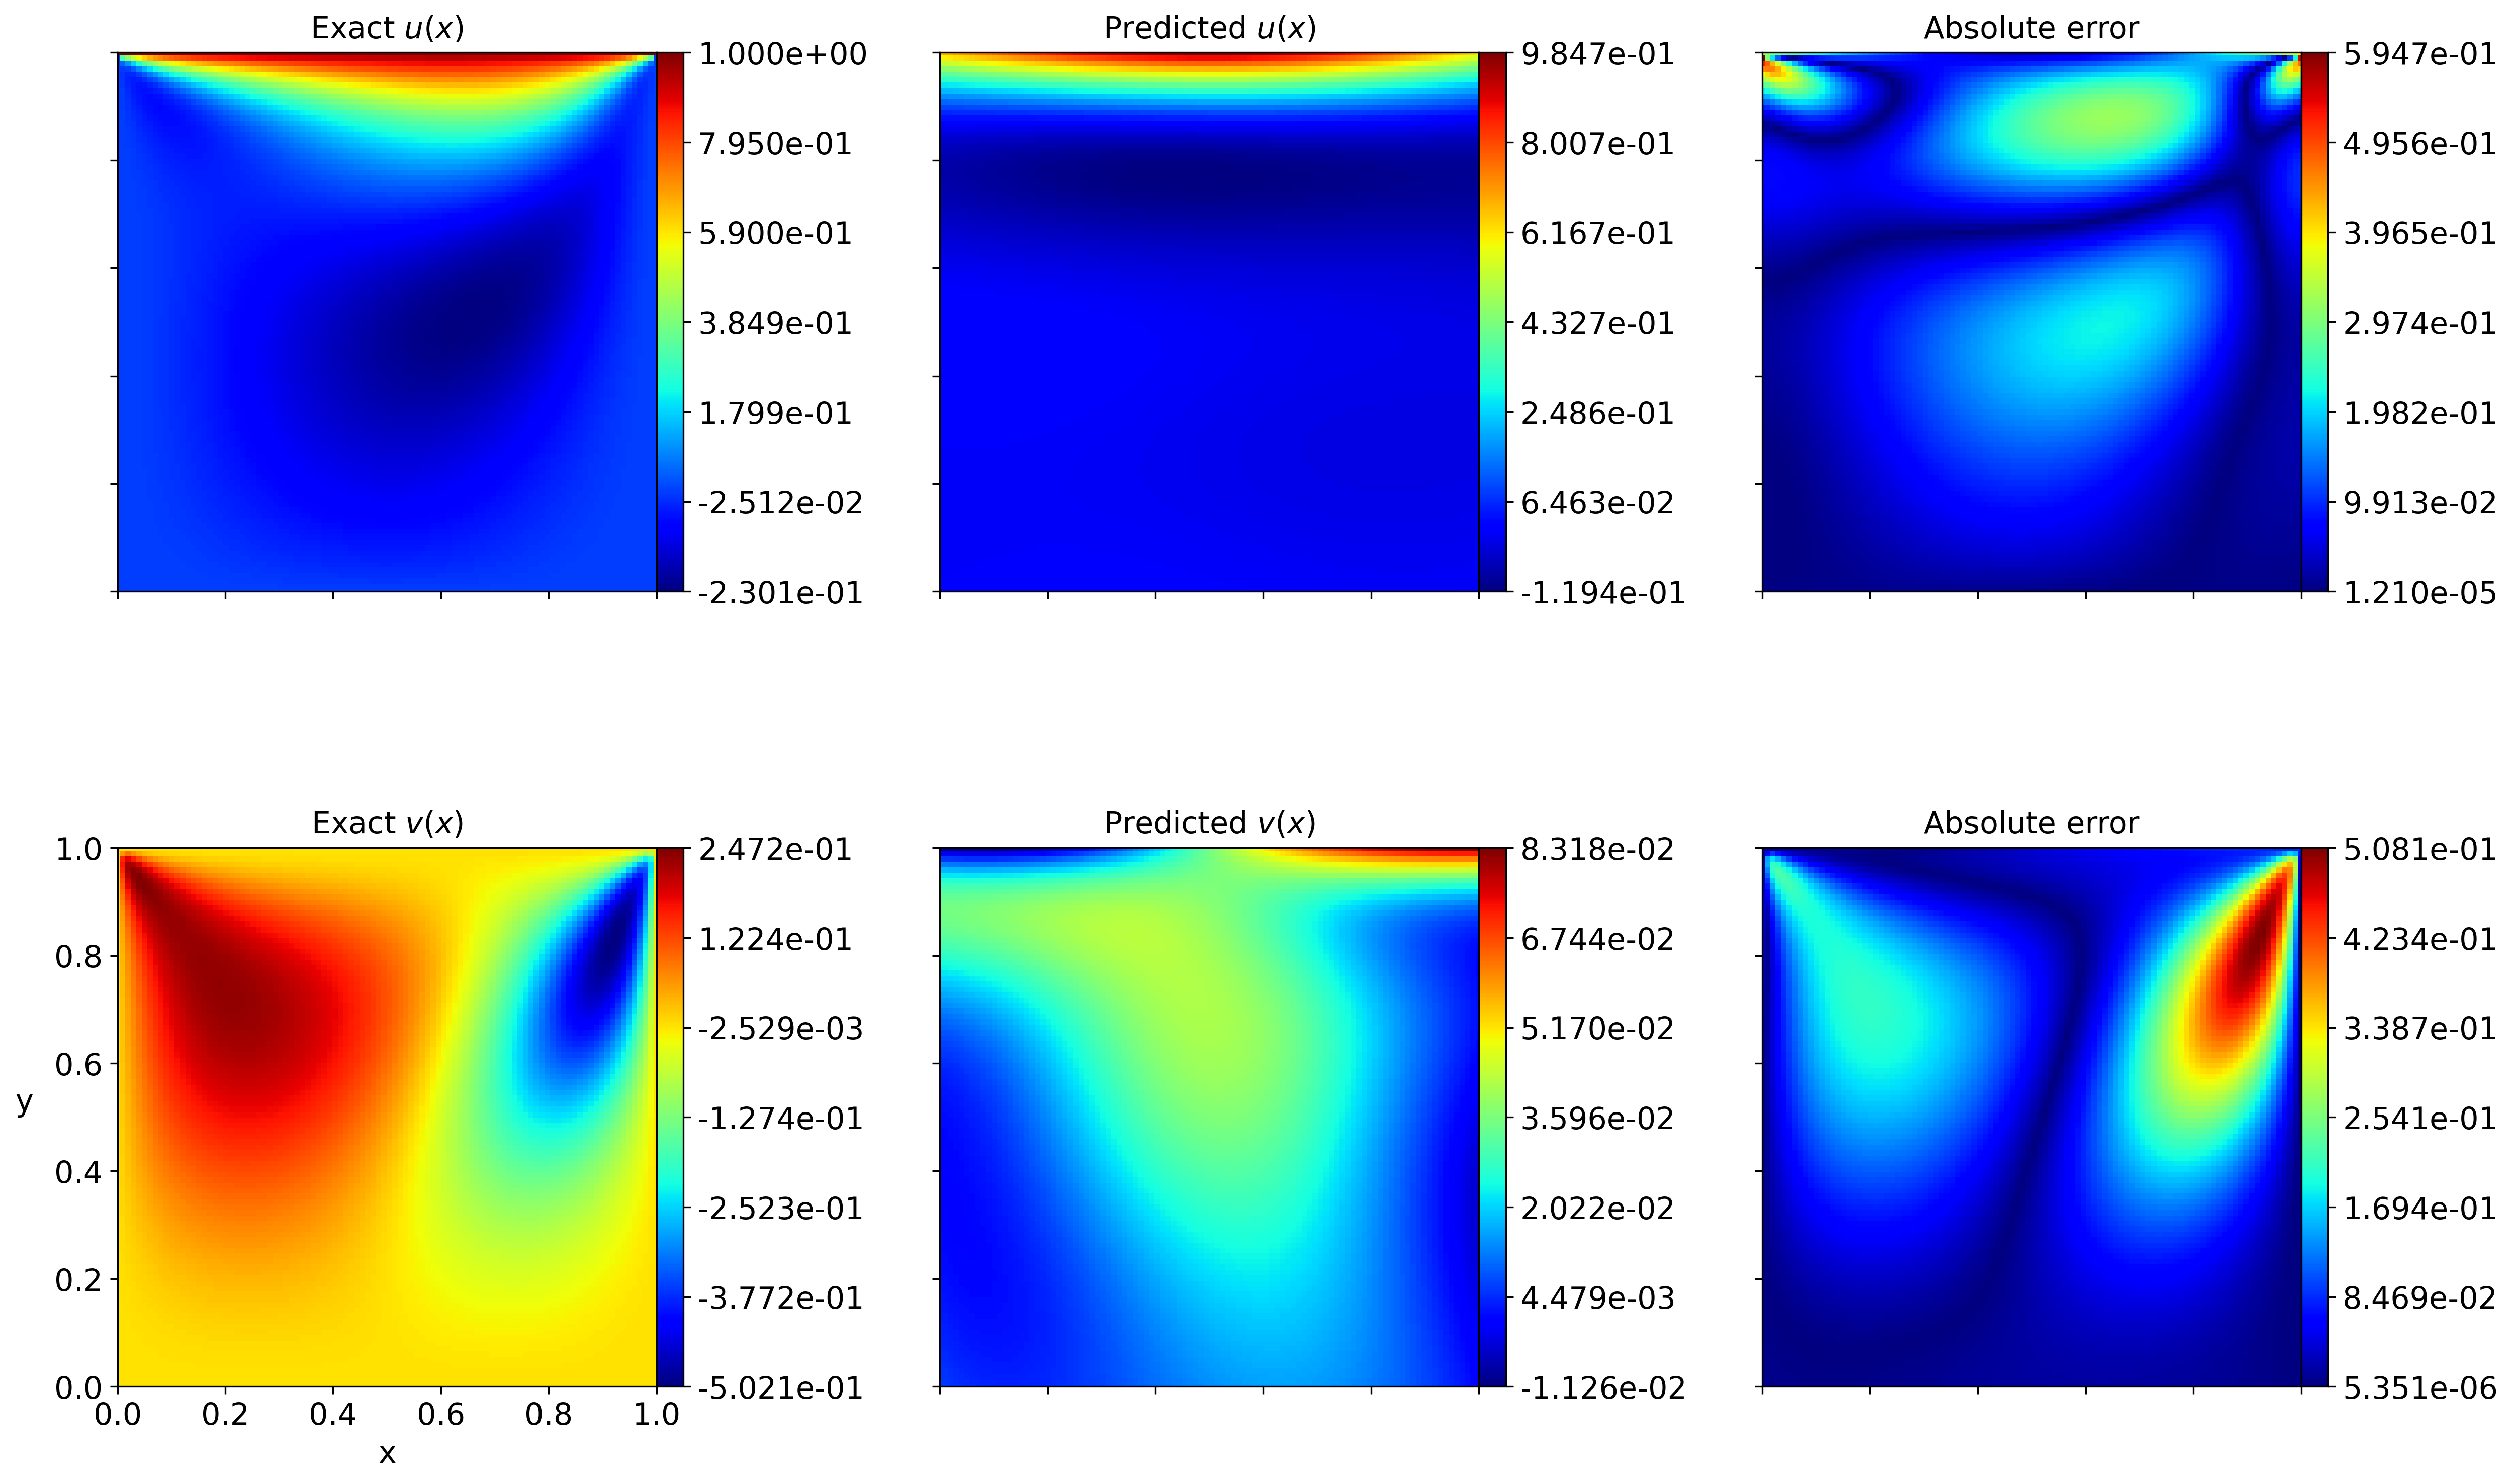 Exact u(x)
1.000e+00
7.950e-01
5.900e-01
3.849e-01
1.799e-01
-2.512e-02
-2.301e-01
Predicted u(x)
9.847e-01
8.007e-01
6.167e-01
4.327e-01
2.486e-01
6.463e-02
-1.194e-01
Absolute error
5.947e-01
4.956e-01
3.965e-01
2.974e-01
1.982e-01
9.913e-02
1.210e-05
Exact v(x)
y
1.0
0.8
0.6
0.4
0.2
0.0
0.0 0.2 0.4 0.6 0.8 1.0
x
2.472e-01
1.224e-01
-2.529e-03
-1.274e-01
-2.523e-01
-3.772e-01
-5.021e-01
Predicted v(x)
8.318e-02
6.744e-02
5.170e-02
3.596e-02
2.022e-02
4.479e-03
-1.126e-02
Absolute error
5.081e-01
4.234e-01
3.387e-01
2.541e-01
1.694e-01
8.469e-02
5.351e-06